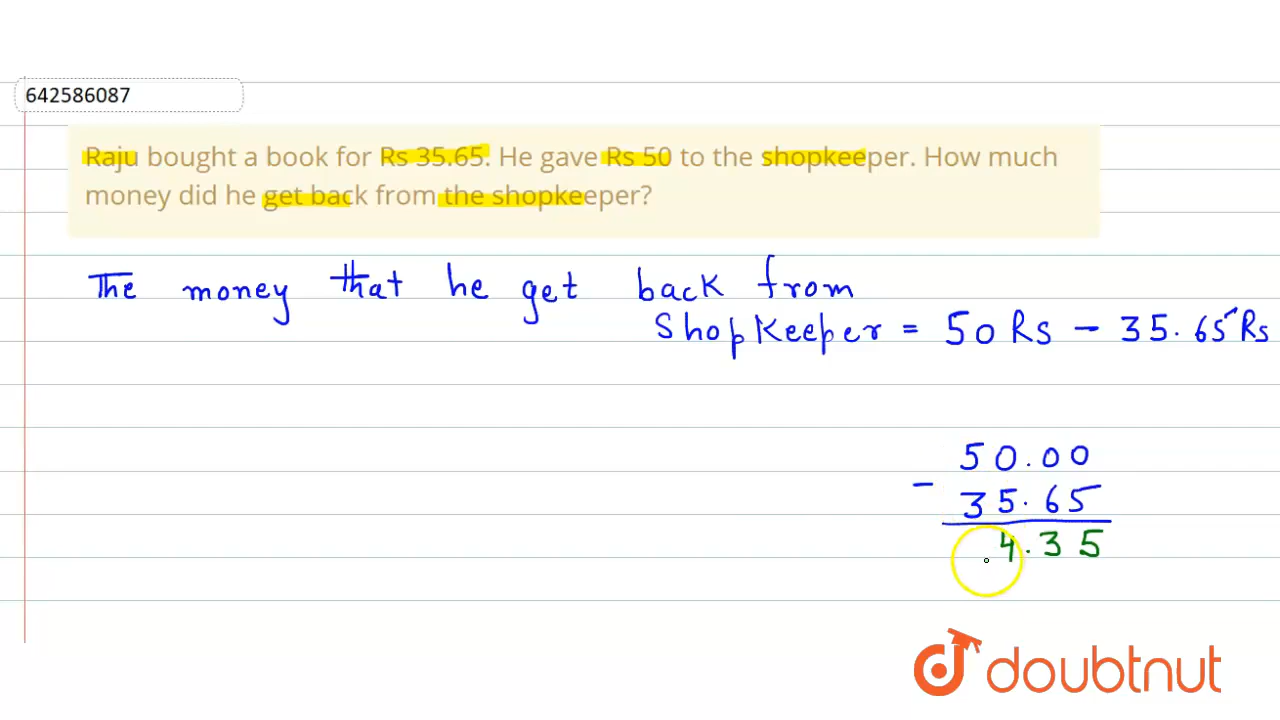 642586087
Raju bought a book for Rs 35.65. He gave Rs 50 to the shopkeeper. How much
money did he get back from the shopkeeper?
The money that he get back from
ShopKeeper = 50 Rs - 35.65 Rs
50.00
- 35.65
4.35
doubtnut